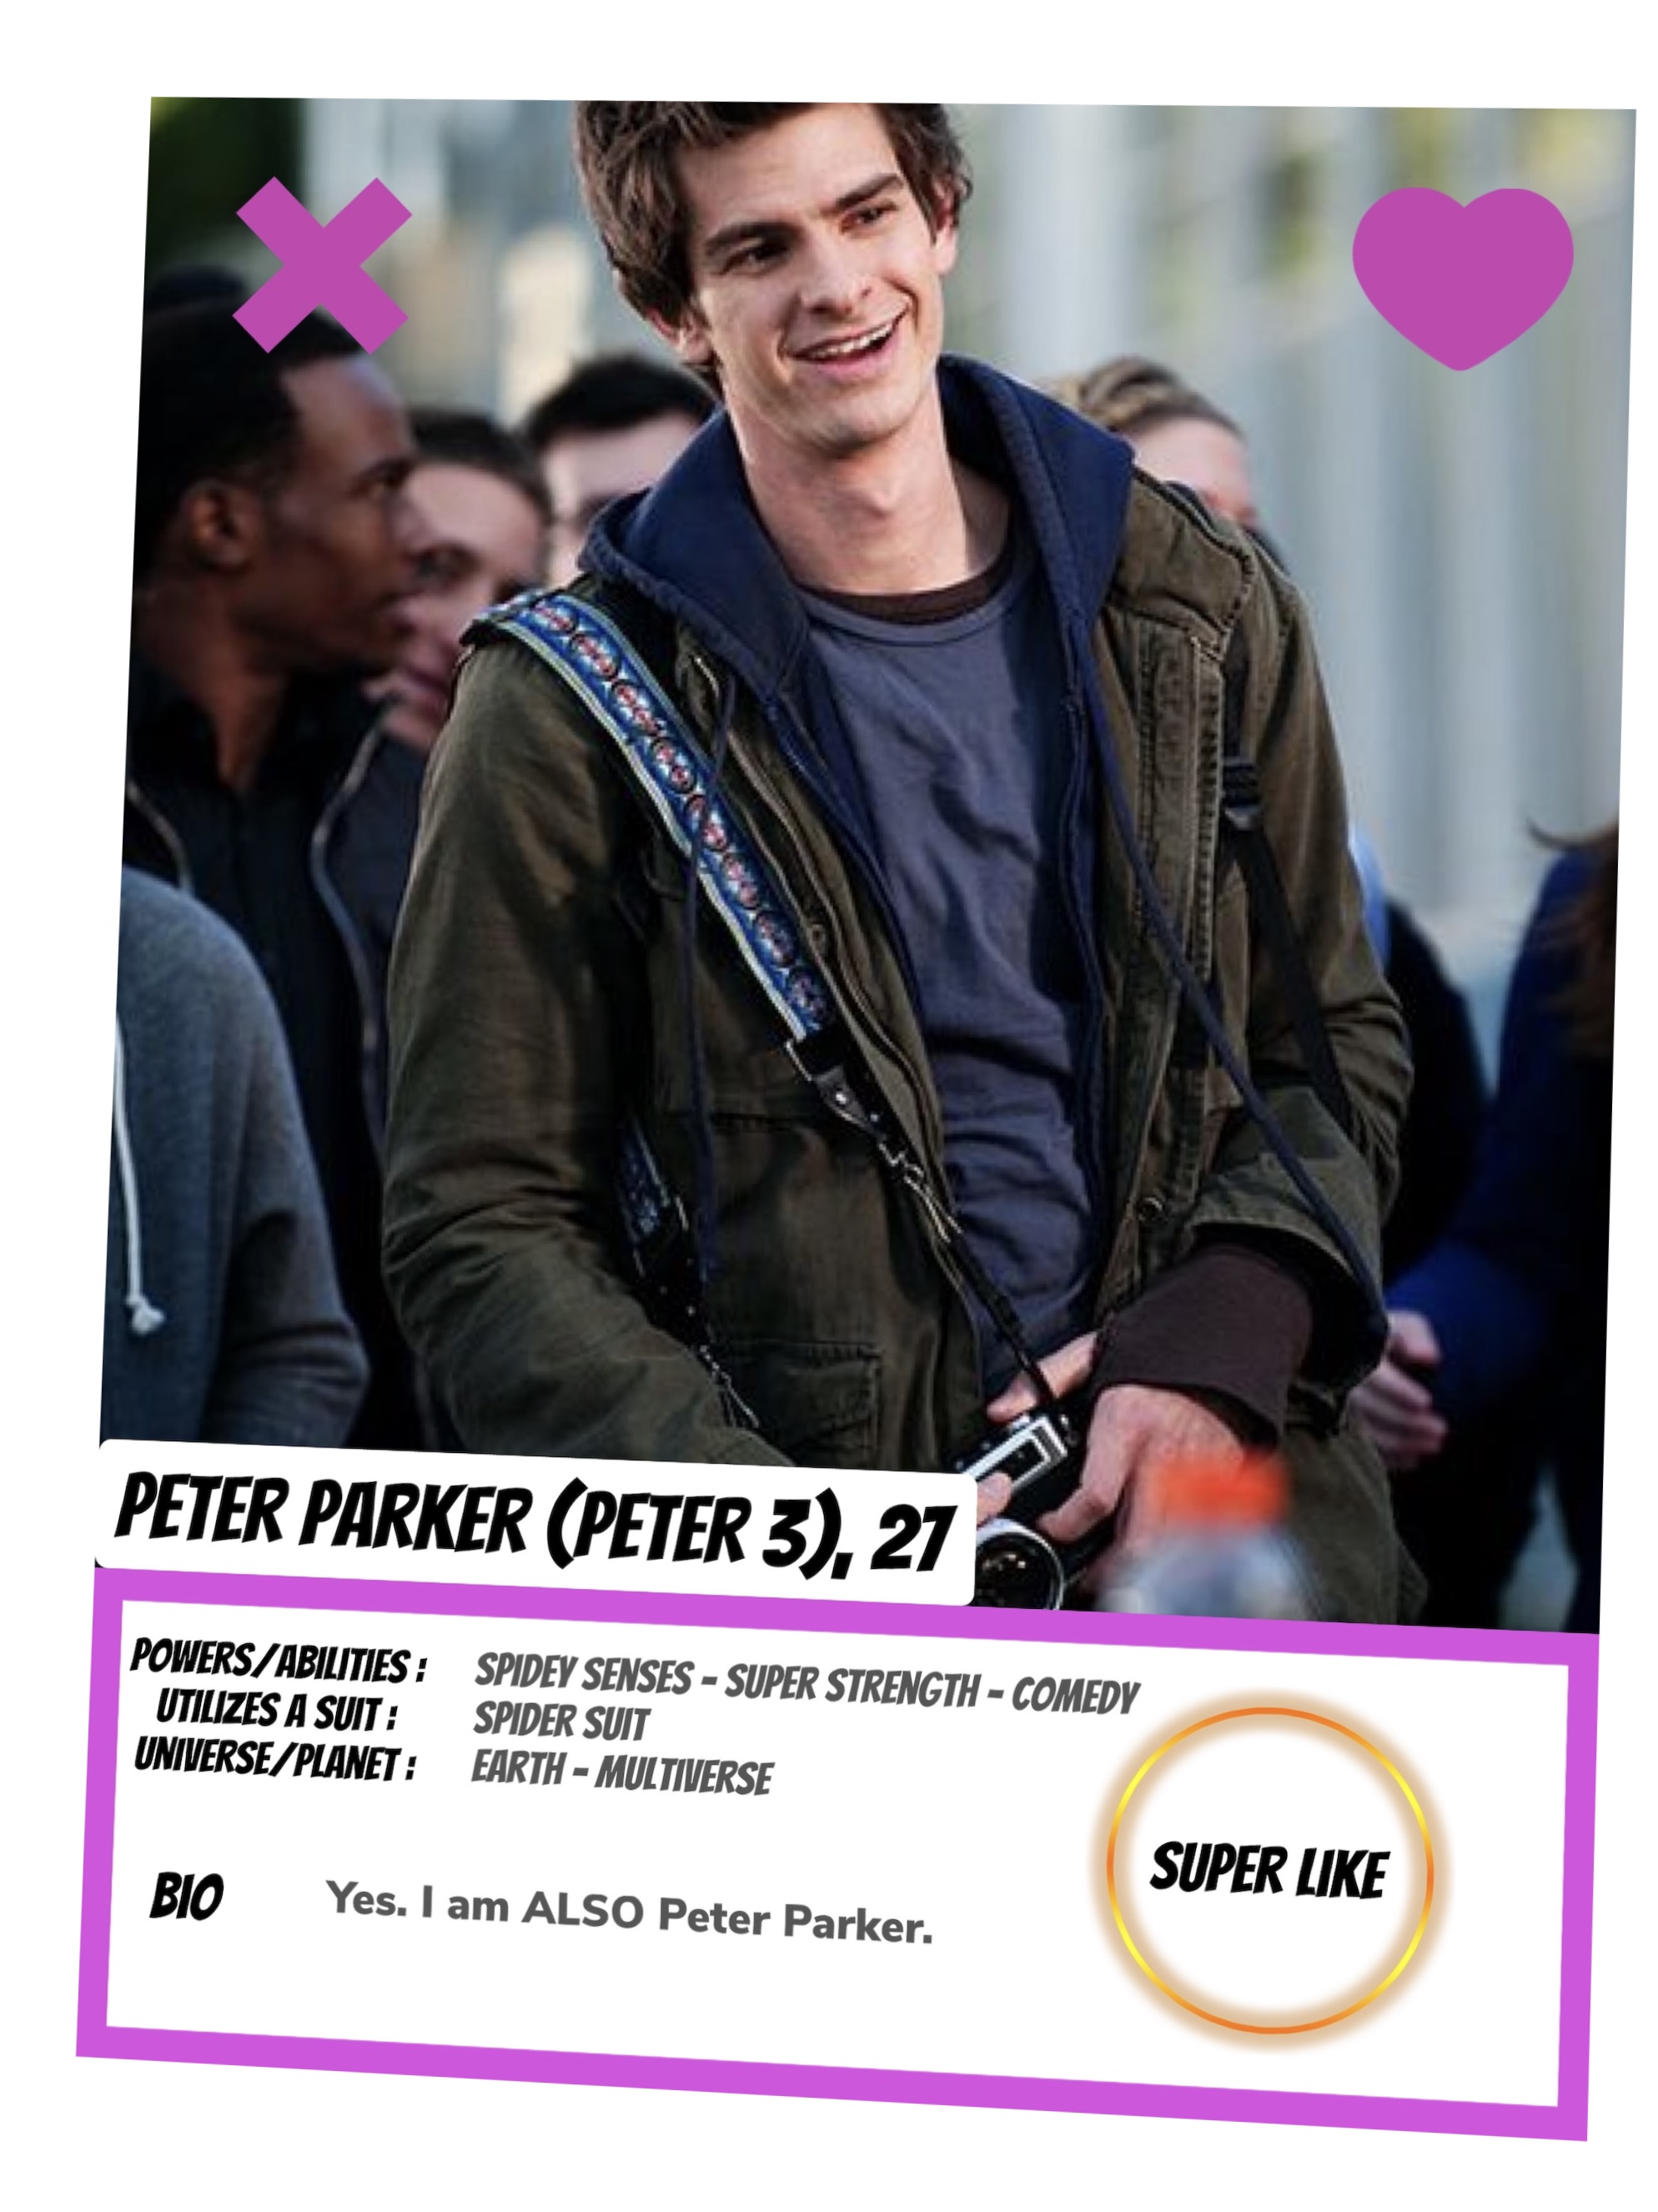 PETER PARKER (PETER 3), 27
POWERS/ABILITIES : SPIDEY SENSES - SUPER STRENGTH - COMEDY
UTILIZES A SUIT : SPIDER SUIT
UNIVERSE/PLANET : EARTH - MULTIVERSE
SUPER LIKE
BIO Yes. I am ALSO Peter Parker.